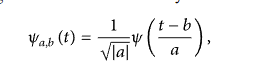 ψ_{a,b}(t) = \frac{1}{\sqrt{|a|}} ψ\left(\frac{t − b}{a}\right),